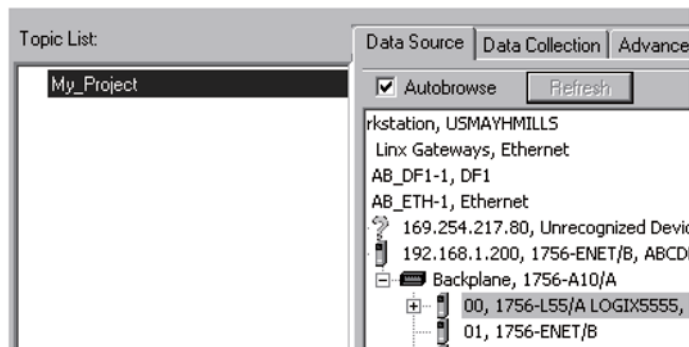 Topic List:
My_Project
Data Source
Data Collection
Advance
Autobrowse
Refresh
rkstation, USMAYHMILLS
Linx Gateways, Ethernet
AB_DF1-1, DF1
AB_ETH-1, Ethernet
169.254.217.80, Unrecognized Devic
192.168.1.200, 1756-ENET/B, ABCD
Backplane, 1756-A10/A
00, 1756-L55/A LOGIX5555,
01, 1756-ENET/B